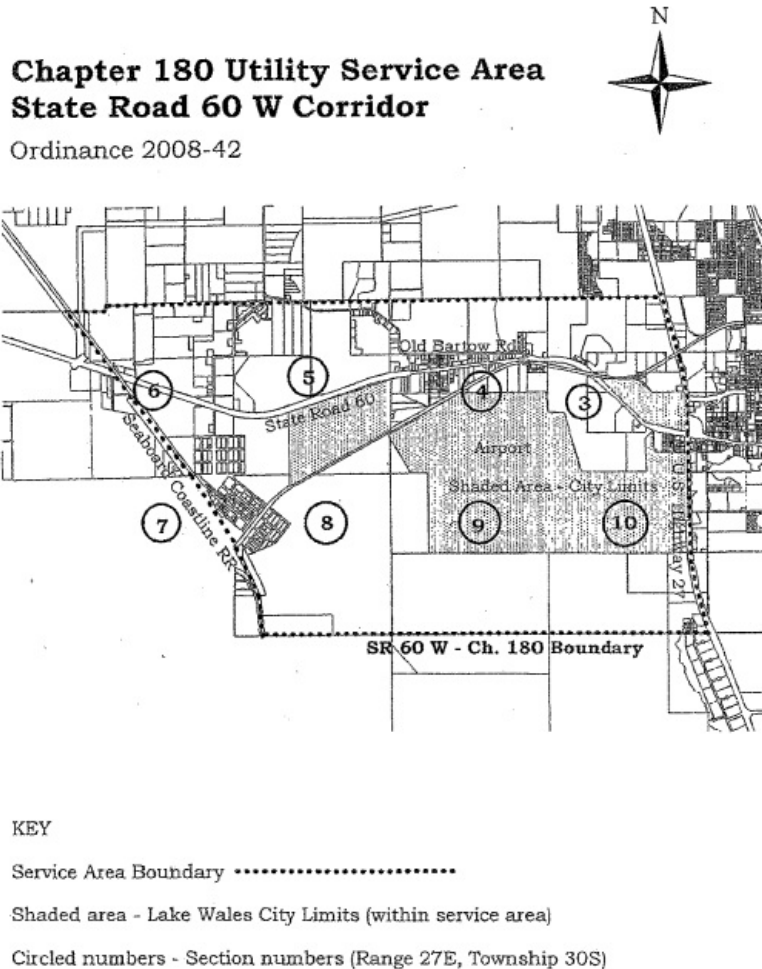 N
Chapter 180 Utility Service Area
State Road 60 W Corridor
Ordinance 2008-42
Old Bartow Rd
6
5
4
3
State Road 60
Seaboard Coastline RR
Airport
Shaded Area - City Limits
US Highway 27
7
8
9
10
SR 60 W - Ch. 180 Boundary
KEY
Service Area Boundary
Shaded area - Lake Wales City Limits (within service area)
Circled numbers - Section numbers (Range 27E, Township 30S)